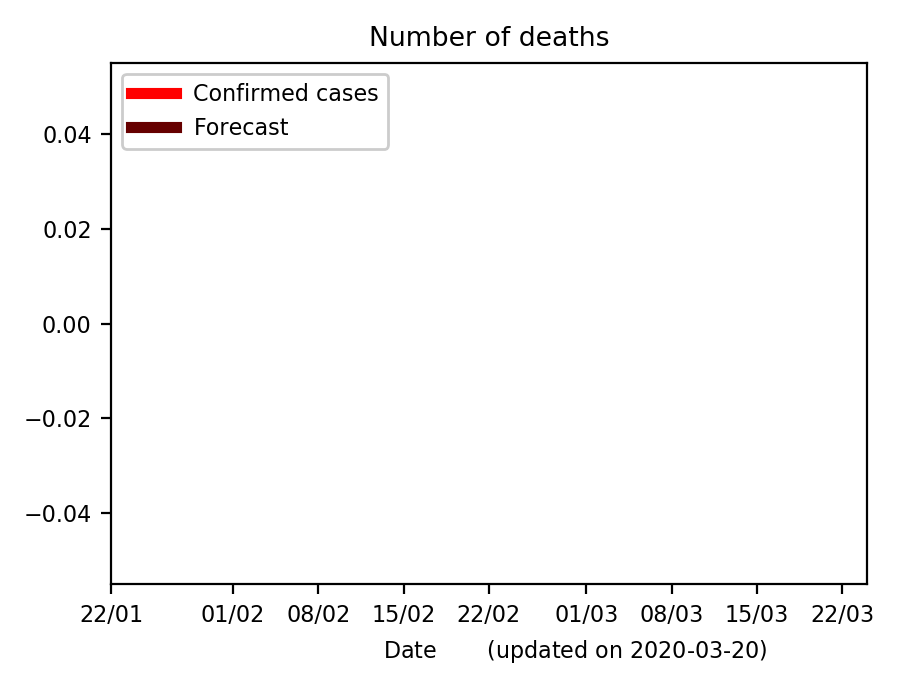 Number of deaths
Confirmed cases
Forecast
0.04
0.02
0.00
−0.02
−0.04
22/01 01/02 08/02 15/02 22/02 01/03 08/03 15/03 22/03
Date (updated on 2020-03-20)